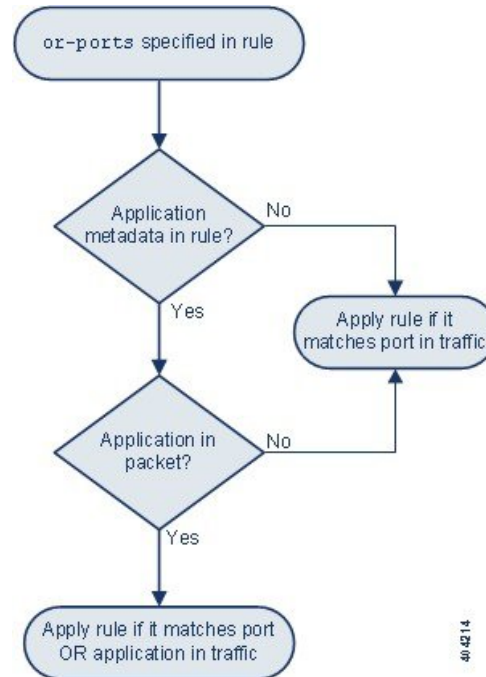 or-ports specified in rule
Application
metadata in rule?
No
Yes
Apply rule if it
matches port in traffic
Application in
packet?
No
Yes
Apply rule if it matches port
OR application in traffic
404214